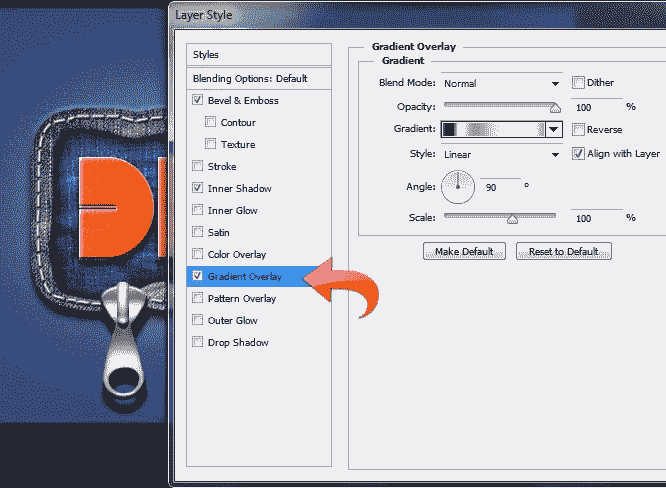 Layer Style
Styles
Blending Options: Default
Bevel & Emboss
Contour
Texture
Stroke
Inner Shadow
Inner Glow
Satin
Color Overlay
Gradient Overlay
Pattern Overlay
Outer Glow
Drop Shadow
Gradient Overlay
Gradient
Blend Mode: Normal Dither
Opacity: 100 %
Gradient: Reverse
Style: Linear Align with Layer
Angle: 90 °
Scale: 100 %
Make Default Reset to Default